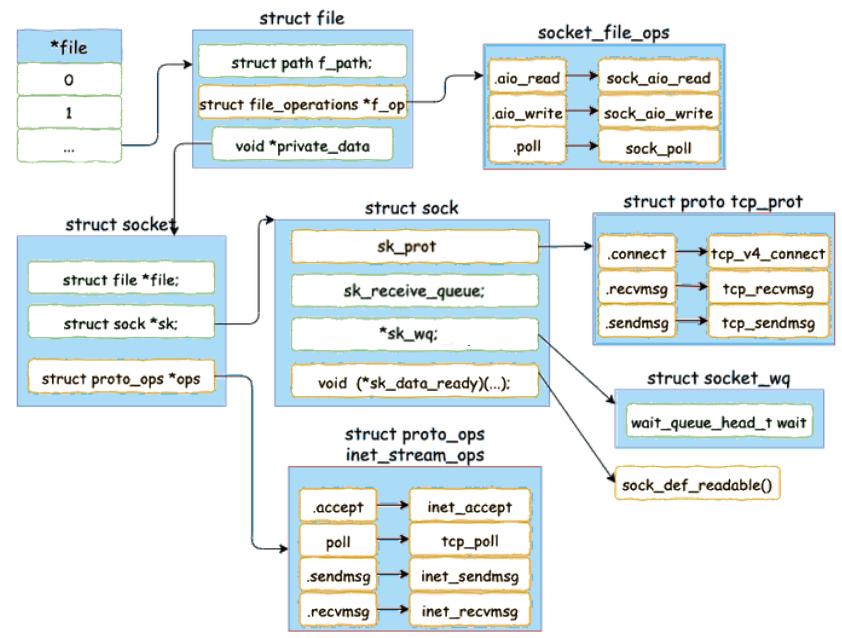 struct file
*file
0
1
...
struct path f_path;
struct file_operations *f_op
void *private_data
socket_file_ops
.aio_read
sock_aio_read
.aio_write
sock_aio_write
.poll
sock_poll
struct socket
struct file *file;
struct sock *sk;
struct proto_ops *ops
struct sock
sk_prot
sk_receive_queue;
*sk_wq;
void (*sk_data_ready)(...);
struct proto tcp_prot
.connect
tcp_v4_connect
.recvmsg
tcp_recvmsg
.sendmsg
tcp_sendmsg
struct socket_wq
wait_queue_head_t wait
sock_def_readable()
struct proto_ops
inet_stream_ops
.accept
inet_accept
poll
tcp_poll
.sendmsg
inet_sendmsg
.recvmsg
inet_recvmsg